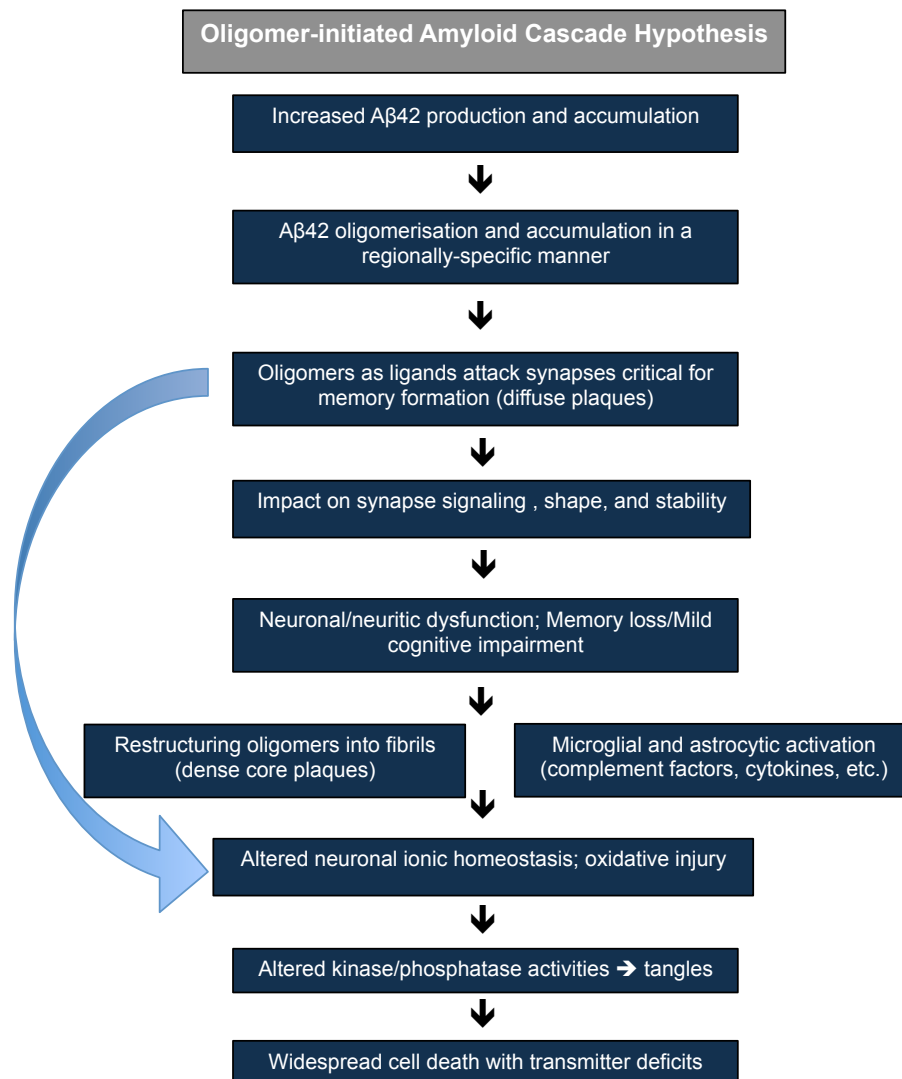 Oligomer-initiated Amyloid Cascade Hypothesis
Increased Aβ42 production and accumulation
Aβ42 oligomerisation and accumulation in a
regionally-specific manner
Oligomers as ligands attack synapses critical for
memory formation (diffuse plaques)
Impact on synapse signaling , shape, and stability
Neuronal/neuritic dysfunction; Memory loss/Mild
cognitive impairment
Restructuring oligomers into fibrils
(dense core plaques)
Microglial and astrocytic activation
(complement factors, cytokines, etc.)
Altered neuronal ionic homeostasis; oxidative injury
Altered kinase/phosphatase activities ➔ tangles
Widespread cell death with transmitter deficits